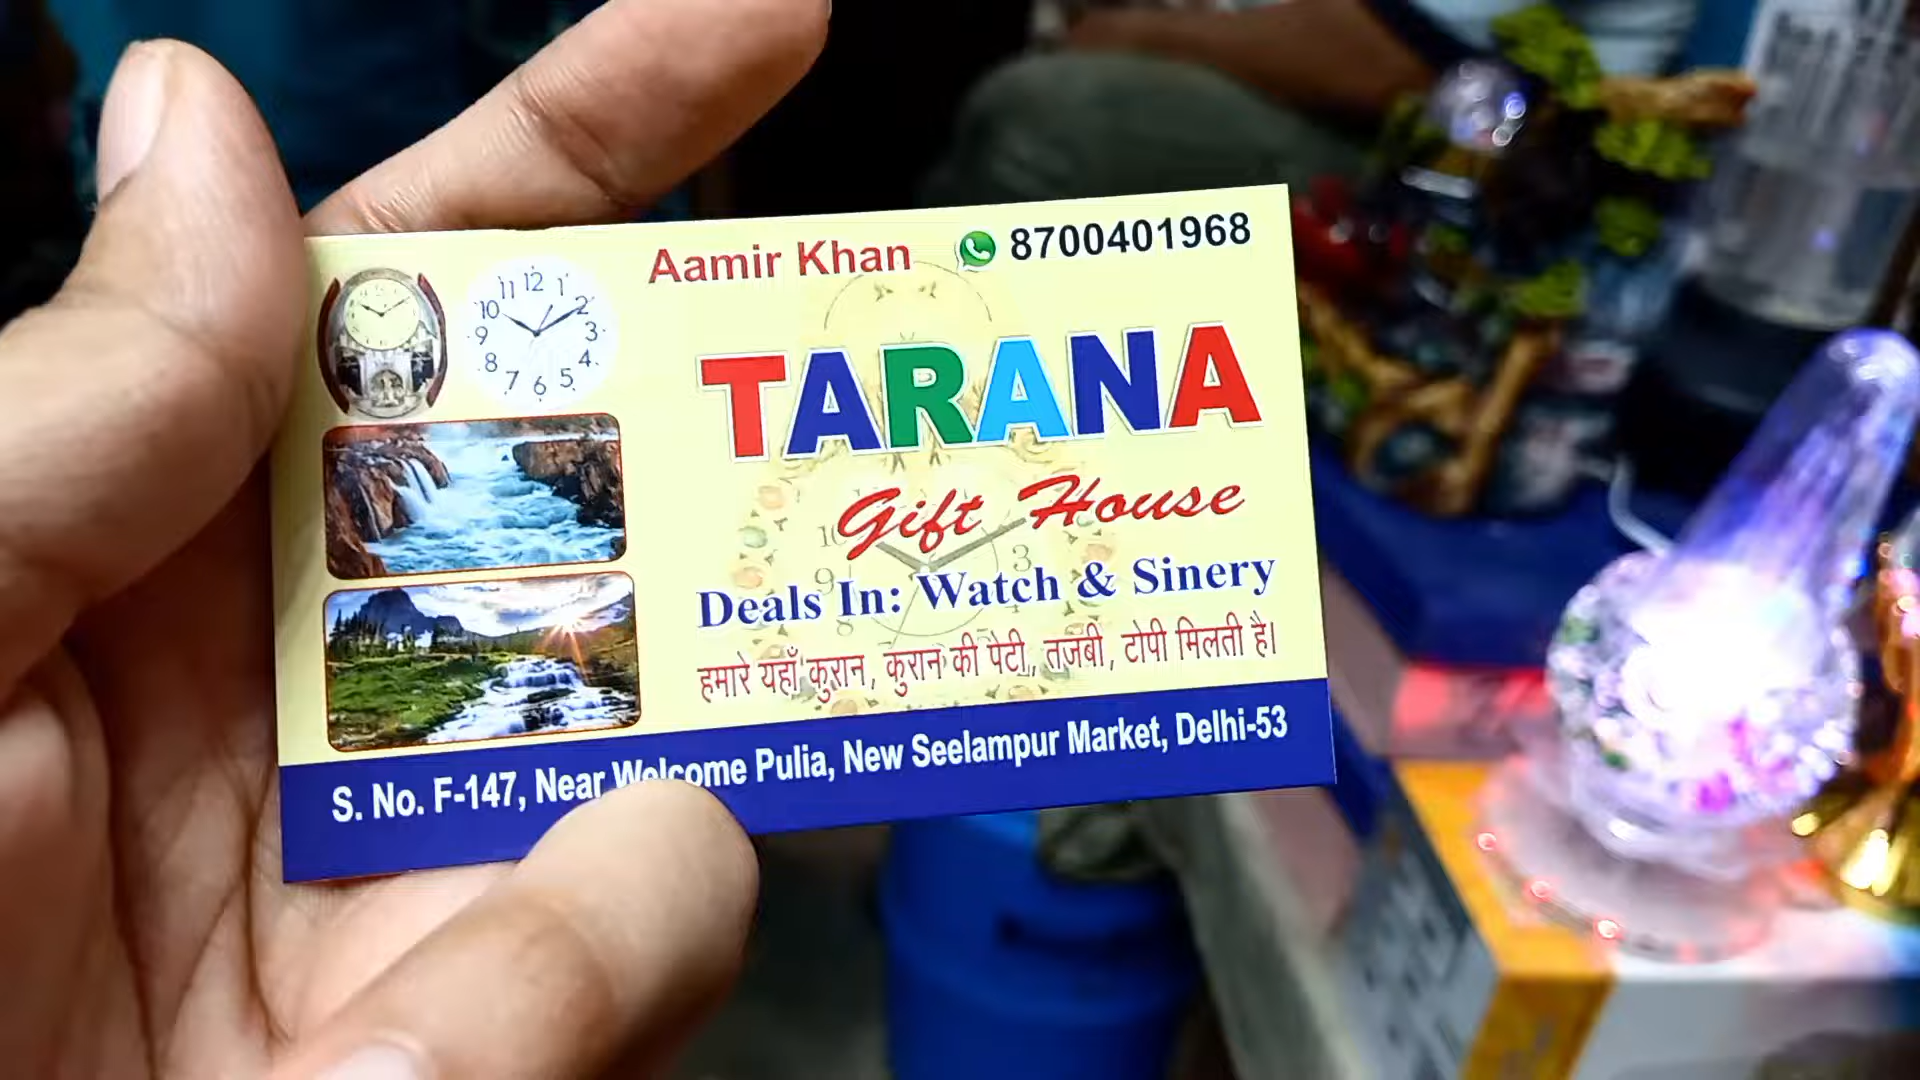 Aamir Khan 8700401968
TARANA
Gift House
Deals In: Watch & Sinery
हमारे यहाँ कुरान, कुरान की पेटी, तजबी, टोपी मिलती है।
S. No. F-147, Near Welcome Pulia, New Seelampur Market, Delhi-53